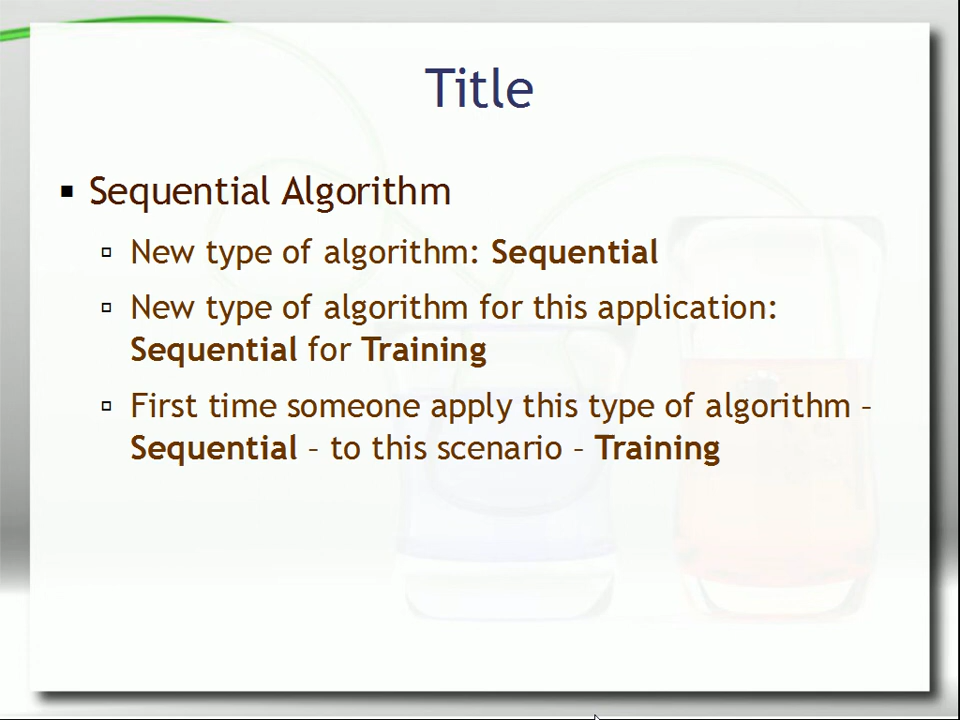 Title
Sequential Algorithm
New type of algorithm: Sequential
New type of algorithm for this application:
Sequential for Training
First time someone apply this type of algorithm –
Sequential – to this scenario – Training